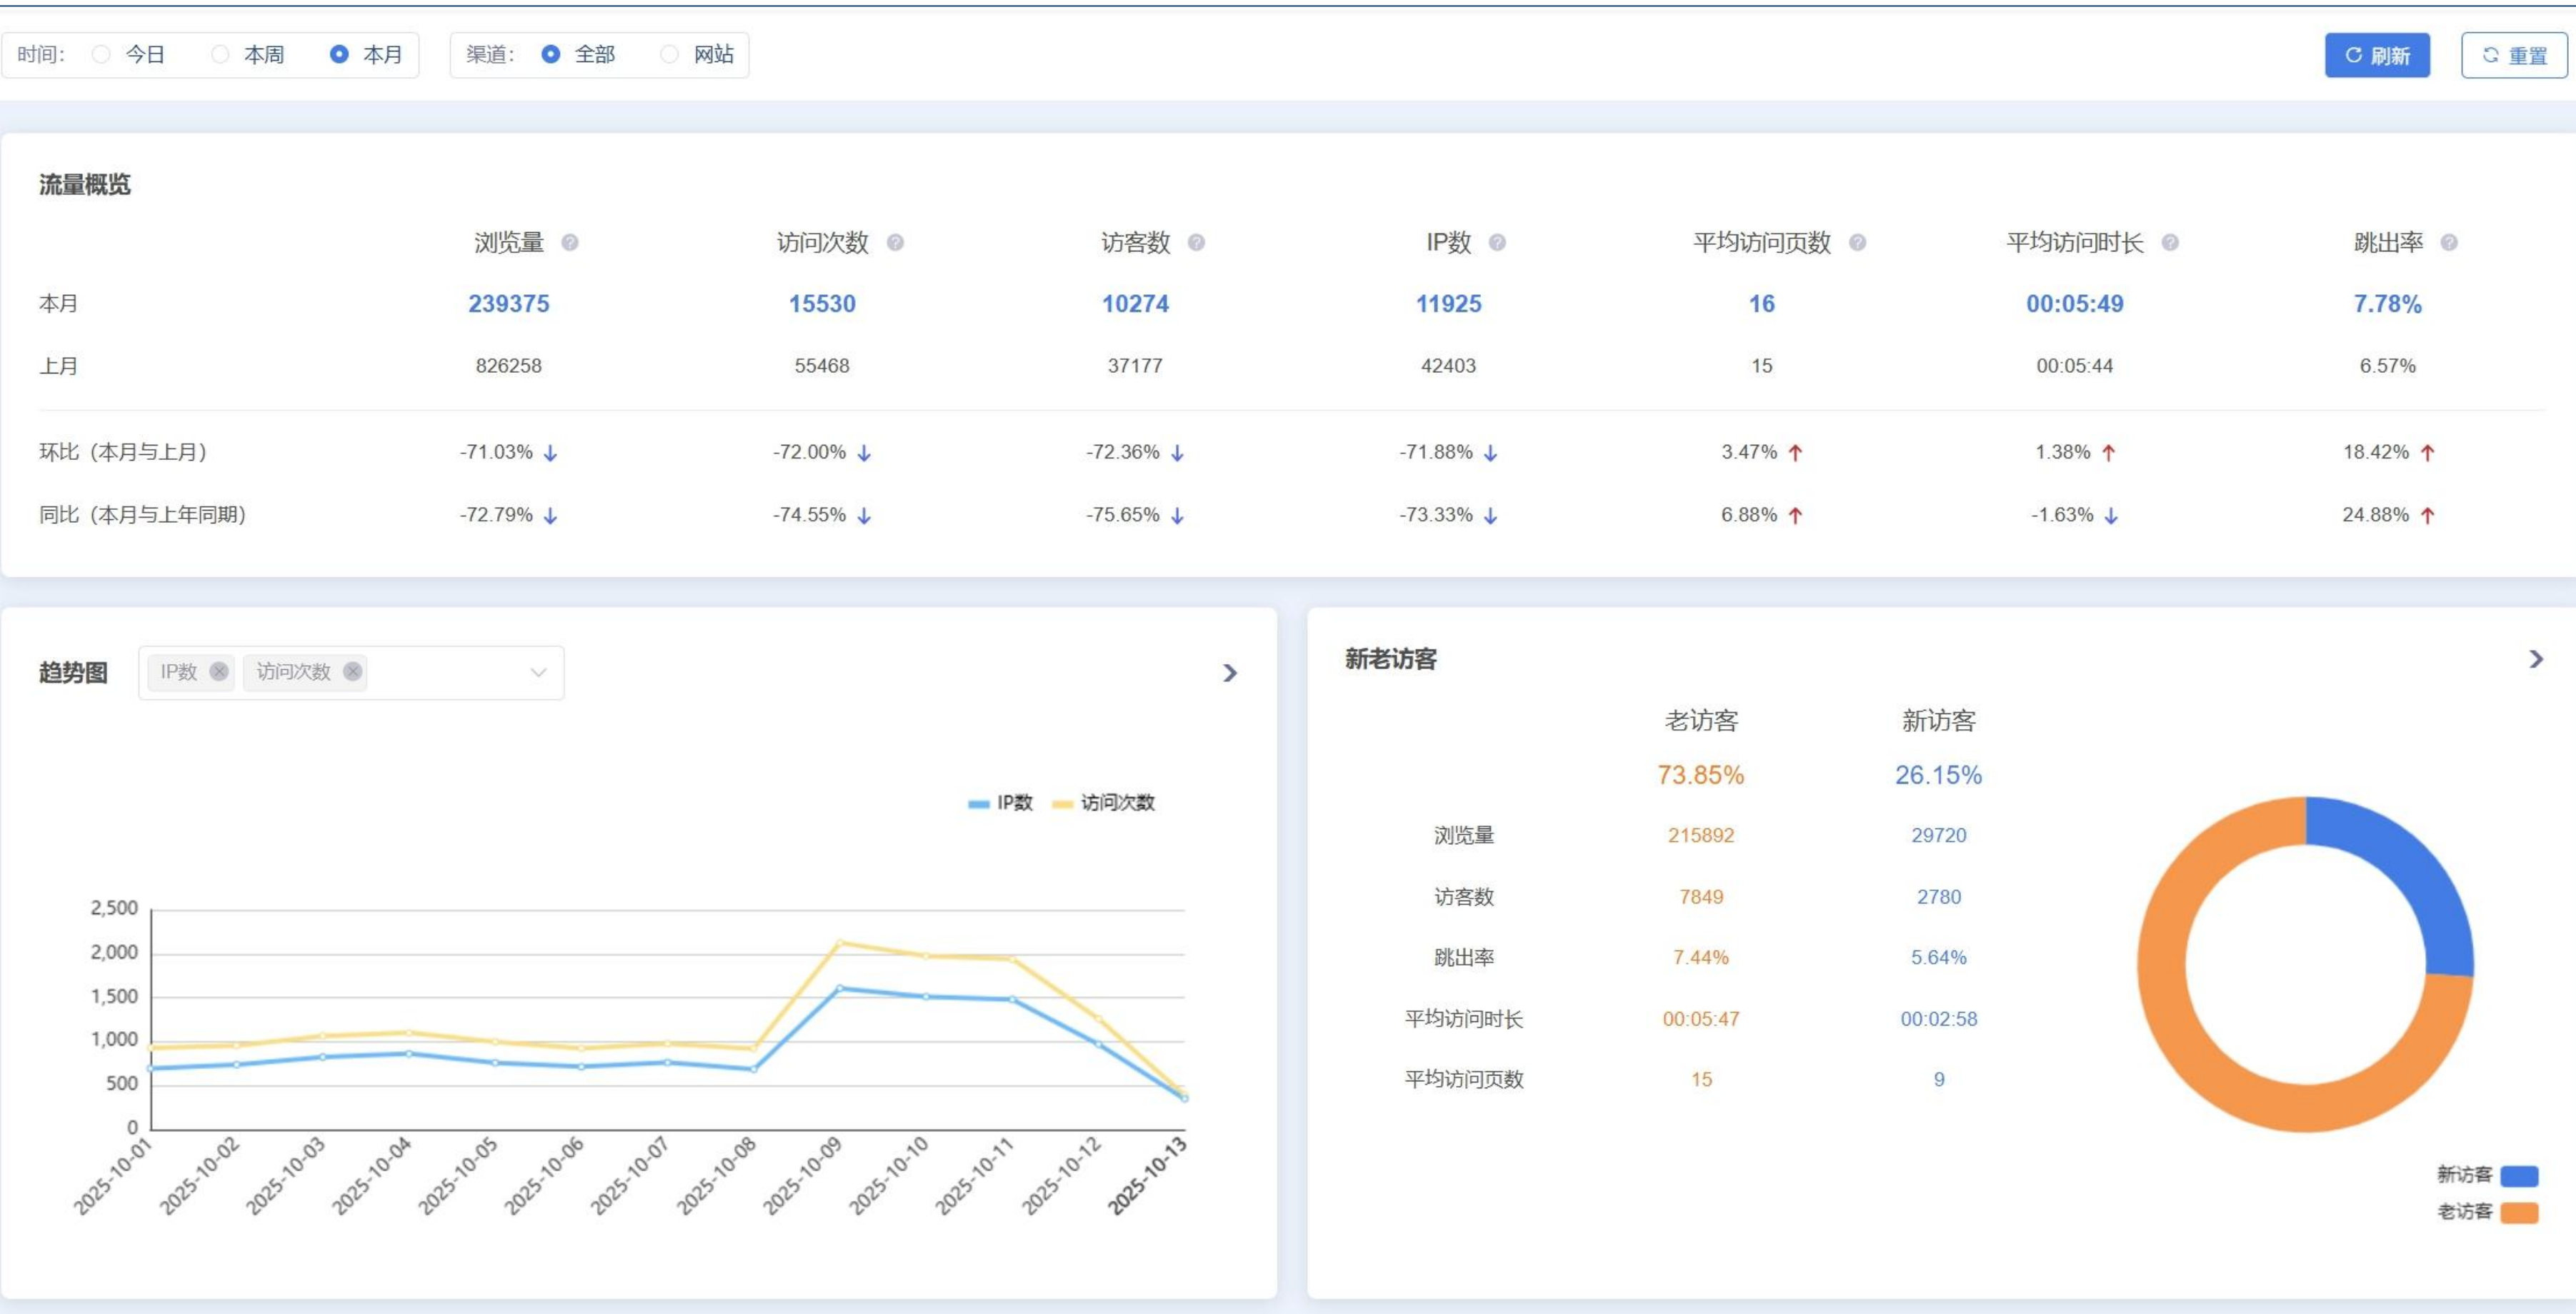 时间： 今日 本周 本月 渠道： 全部 网站 刷新 重置
流量概览
浏览量 访问次数 访客数 IP数 平均访问页数 平均访问时长 跳出率
本月 239375 15530 10274 11925 16 00:05:49 7.78%
上月 826258 55468 37177 42403 15 00:05:44 6.57%
环比（本月与上月） -71.03% -72.00% -72.36% -71.88% 3.47% 1.38% 18.42%
同比（本月与上年同期） -72.79% -74.55% -75.65% -73.33% 6.88% -1.63% 24.88%
趋势图 IP数 访问次数
IP数 访问次数
2,500
2,000
1,500
1,000
500
0
2025-10-01 2025-10-02 2025-10-03 2025-10-04 2025-10-05 2025-10-06 2025-10-07 2025-10-08 2025-10-09 2025-10-10 2025-10-11 2025-10-12 2025-10-13
新老访客
老访客 新访客
73.85% 26.15%
浏览量 215892 29720
访客数 7849 2780
跳出率 7.44% 5.64%
平均访问时长 00:05:47 00:02:58
平均访问页数 15 9
新访客
老访客